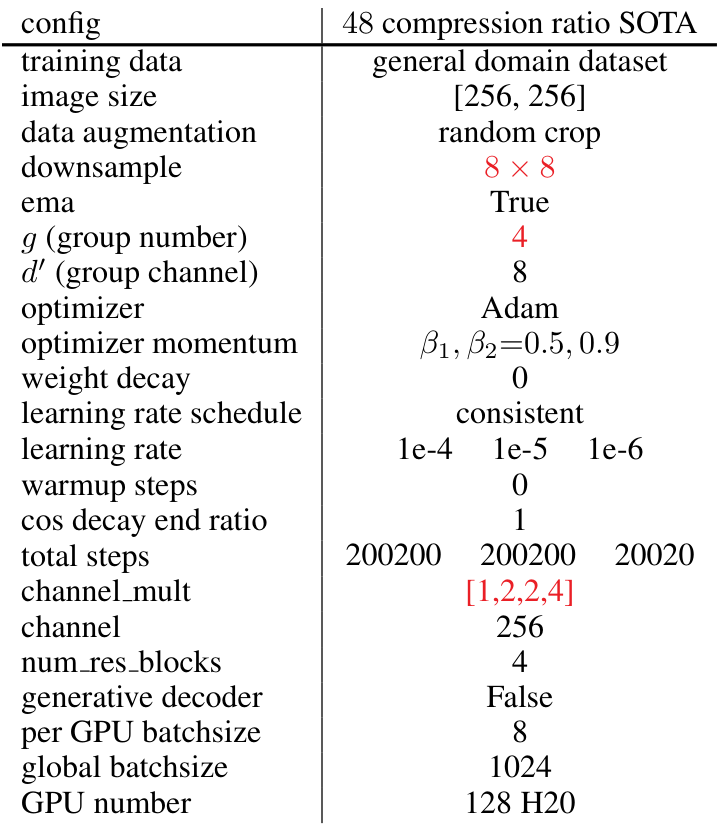 config 48 compression ratio SOTA
training data general domain dataset
image size [256, 256]
data augmentation random crop
downsample 8 × 8
ema True
g (group number) 4
d′ (group channel) 8
optimizer Adam
optimizer momentum β₁, β₂=0.5, 0.9
weight decay 0
learning rate schedule consistent
learning rate 1e-4 1e-5 1e-6
warmup steps 0
cos decay end ratio 1
total steps 200200 200200 20020
channel_mult [1,2,2,4]
channel 256
num_res_blocks 4
generative decoder False
per GPU batchsize 8
global batchsize 1024
GPU number 128 H20